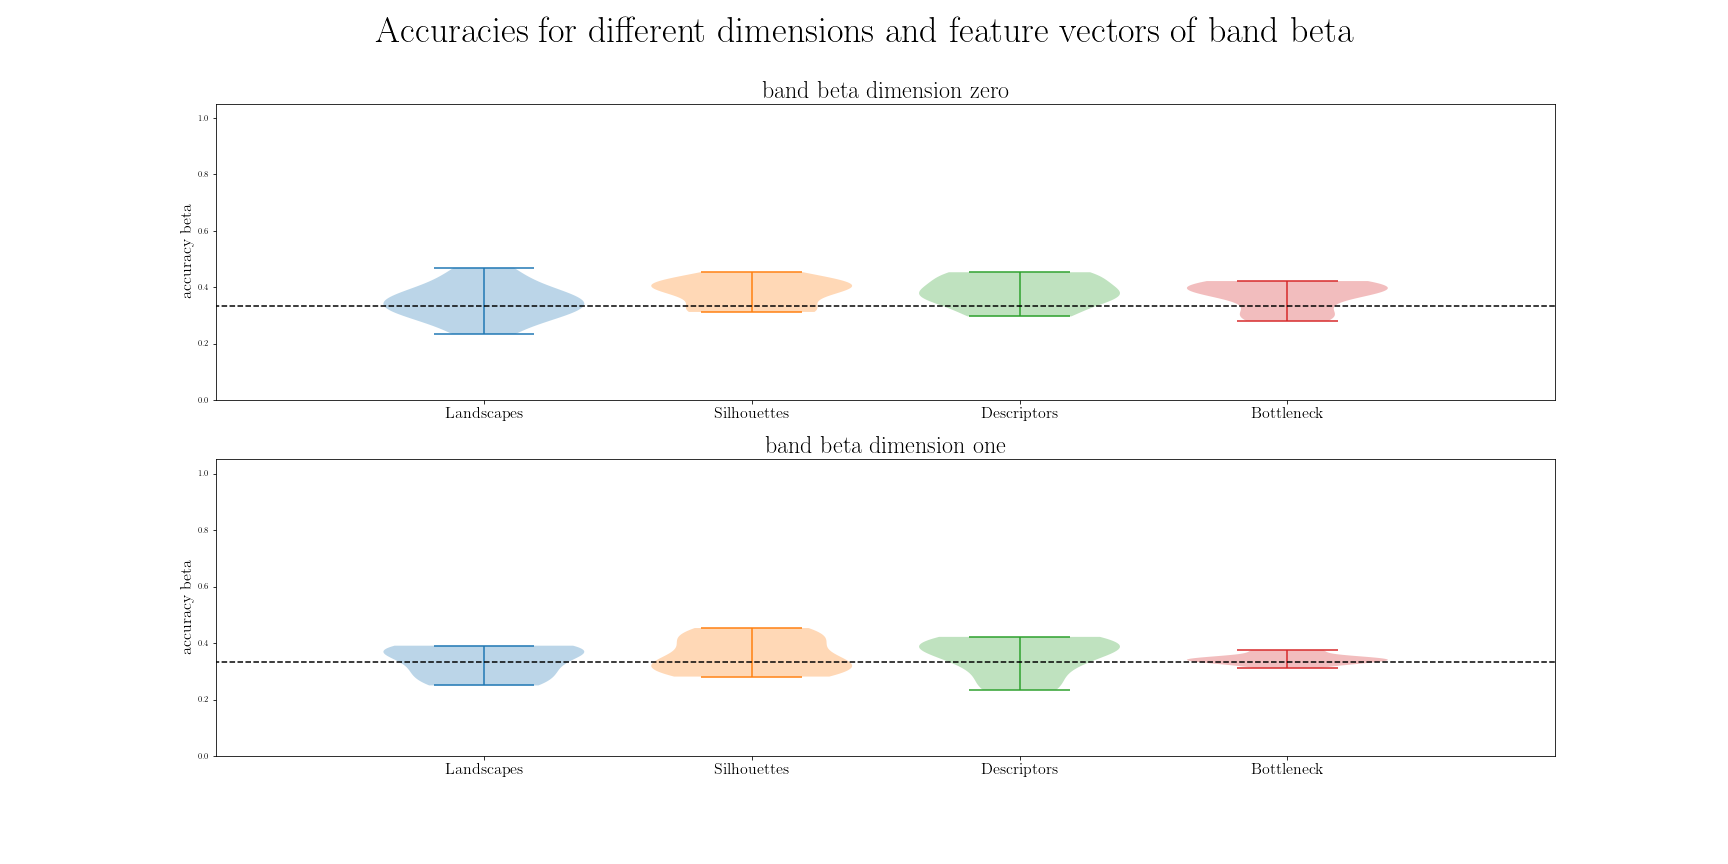 Accuracies for different dimensions and feature vectors of band beta
band beta dimension zero
accuracy beta
1.0
0.8
0.6
0.4
0.2
0.0
Landscapes Silhouettes Descriptors Bottleneck
band beta dimension one
accuracy beta
1.0
0.8
0.6
0.4
0.2
0.0
Landscapes Silhouettes Descriptors Bottleneck